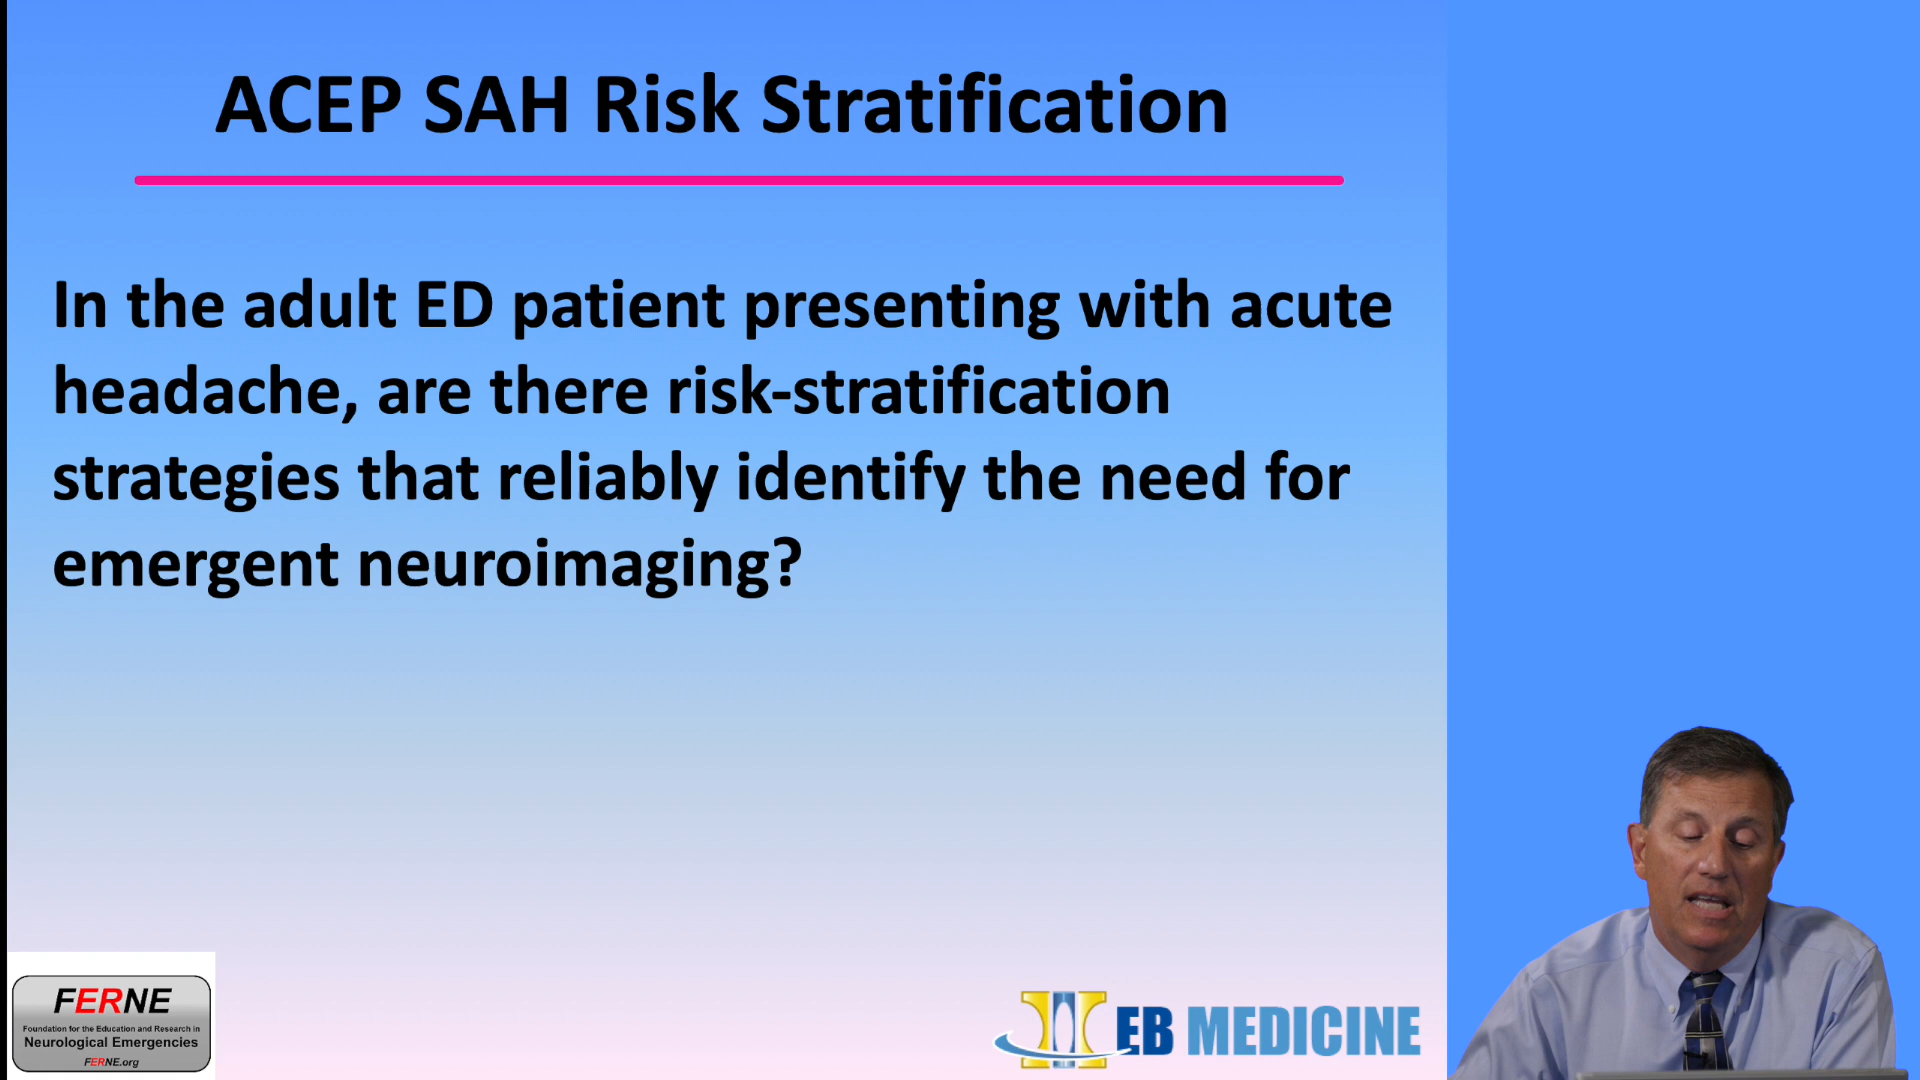 ACEP SAH Risk Stratification
In the adult ED patient presenting with acute
headache, are there risk-stratification
strategies that reliably identify the need for
emergent neuroimaging?
FERNE
Foundation for the Education and Research in
Neurological Emergencies
FERNE.org
EB MEDICINE